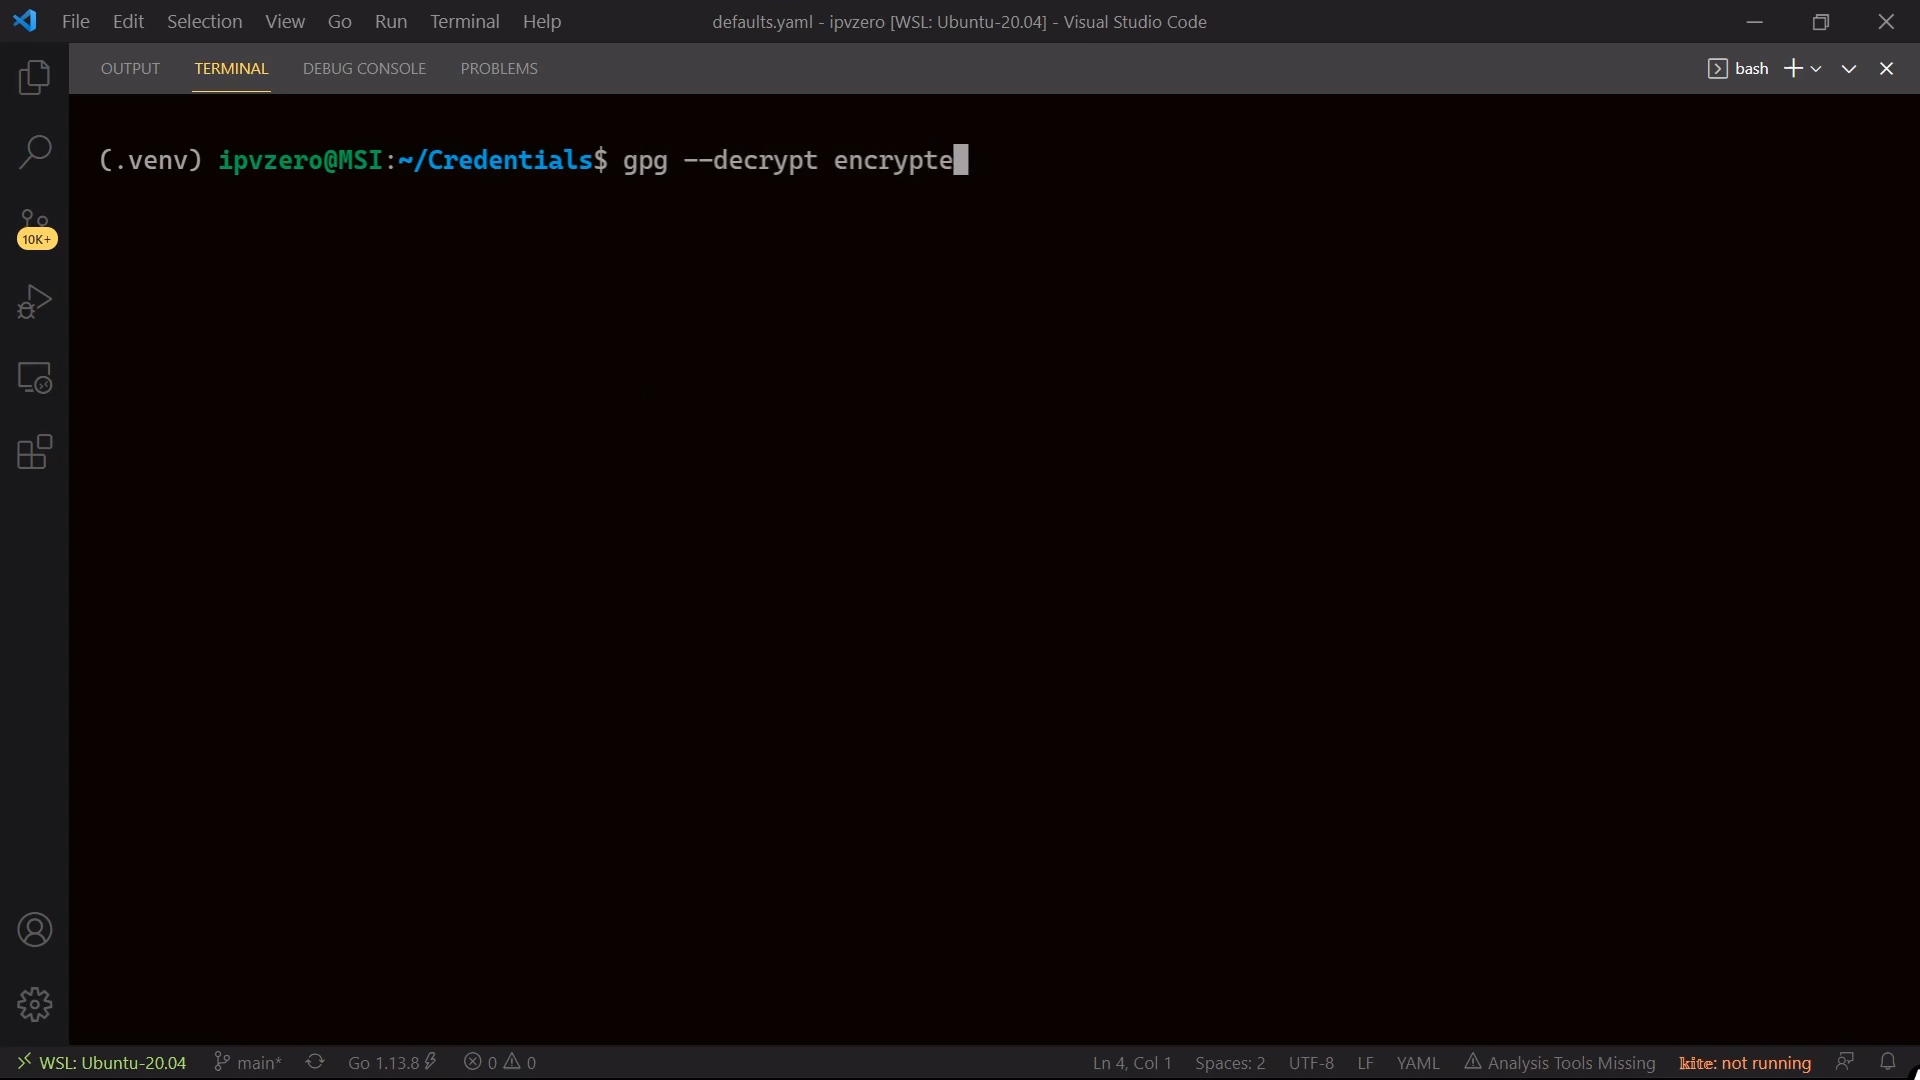 File Edit Selection View Go Run Terminal Help defaults.yaml - ipvzero [WSL: Ubuntu-20.04] - Visual Studio Code
OUTPUT TERMINAL DEBUG CONSOLE PROBLEMS bash
(.venv) ipvzero@MSI:~/Credentials$ gpg --decrypt encrypte
10K+
WSL: Ubuntu-20.04 main* Go 1.13.8 0 0 Ln 4, Col 1 Spaces: 2 UTF-8 LF YAML Analysis Tools Missing kite: not running